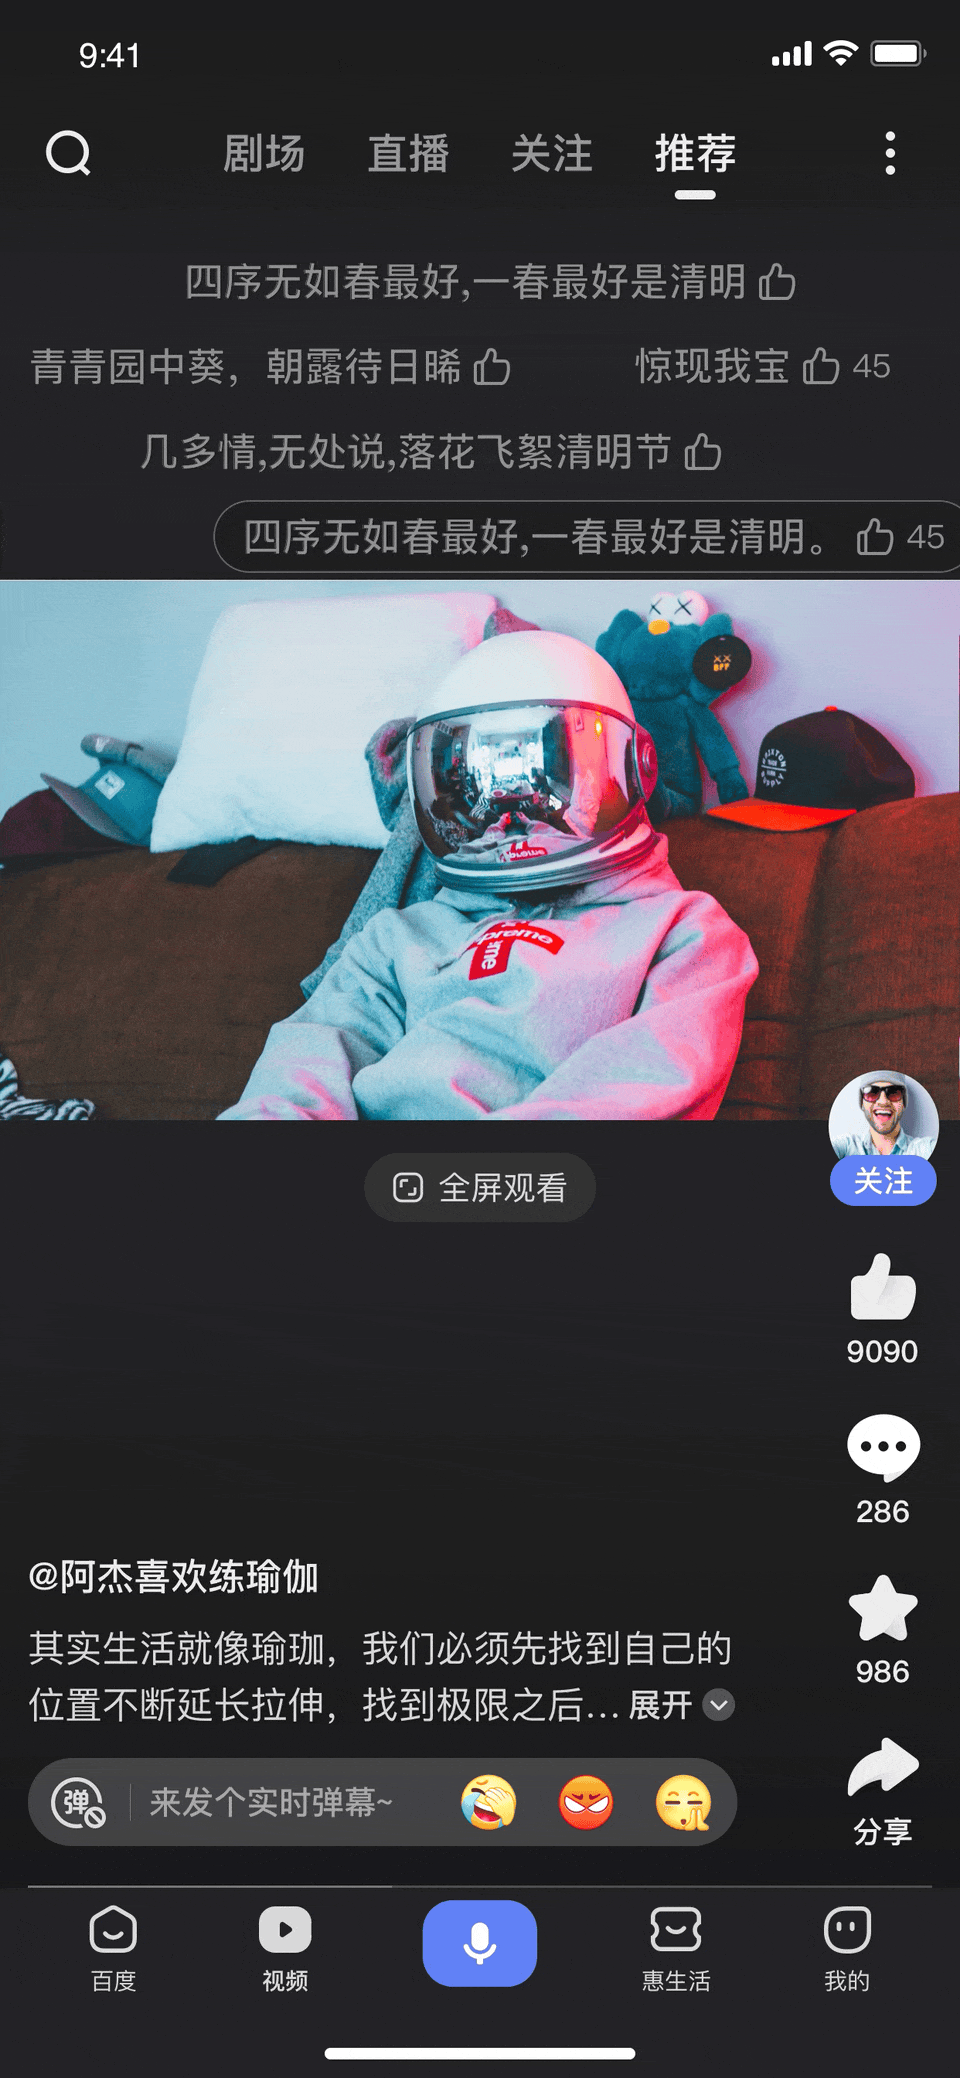 9:41
剧场 直播 关注 推荐
四序无如春最好,一春最好是清明
青青园中葵，朝露待日晞 惊现我宝 45
几多情,无处说,落花飞絮清明节
四序无如春最好,一春最好是清明。 45
XX
BFF
preme
me
全屏观看
关注
9090
286
@阿杰喜欢练瑜伽
其实生活就像瑜珈，我们必须先找到自己的
位置不断延长拉伸，找到极限之后... 展开
986
弹 来发个实时弹幕~
分享
百度 视频 惠生活 我的